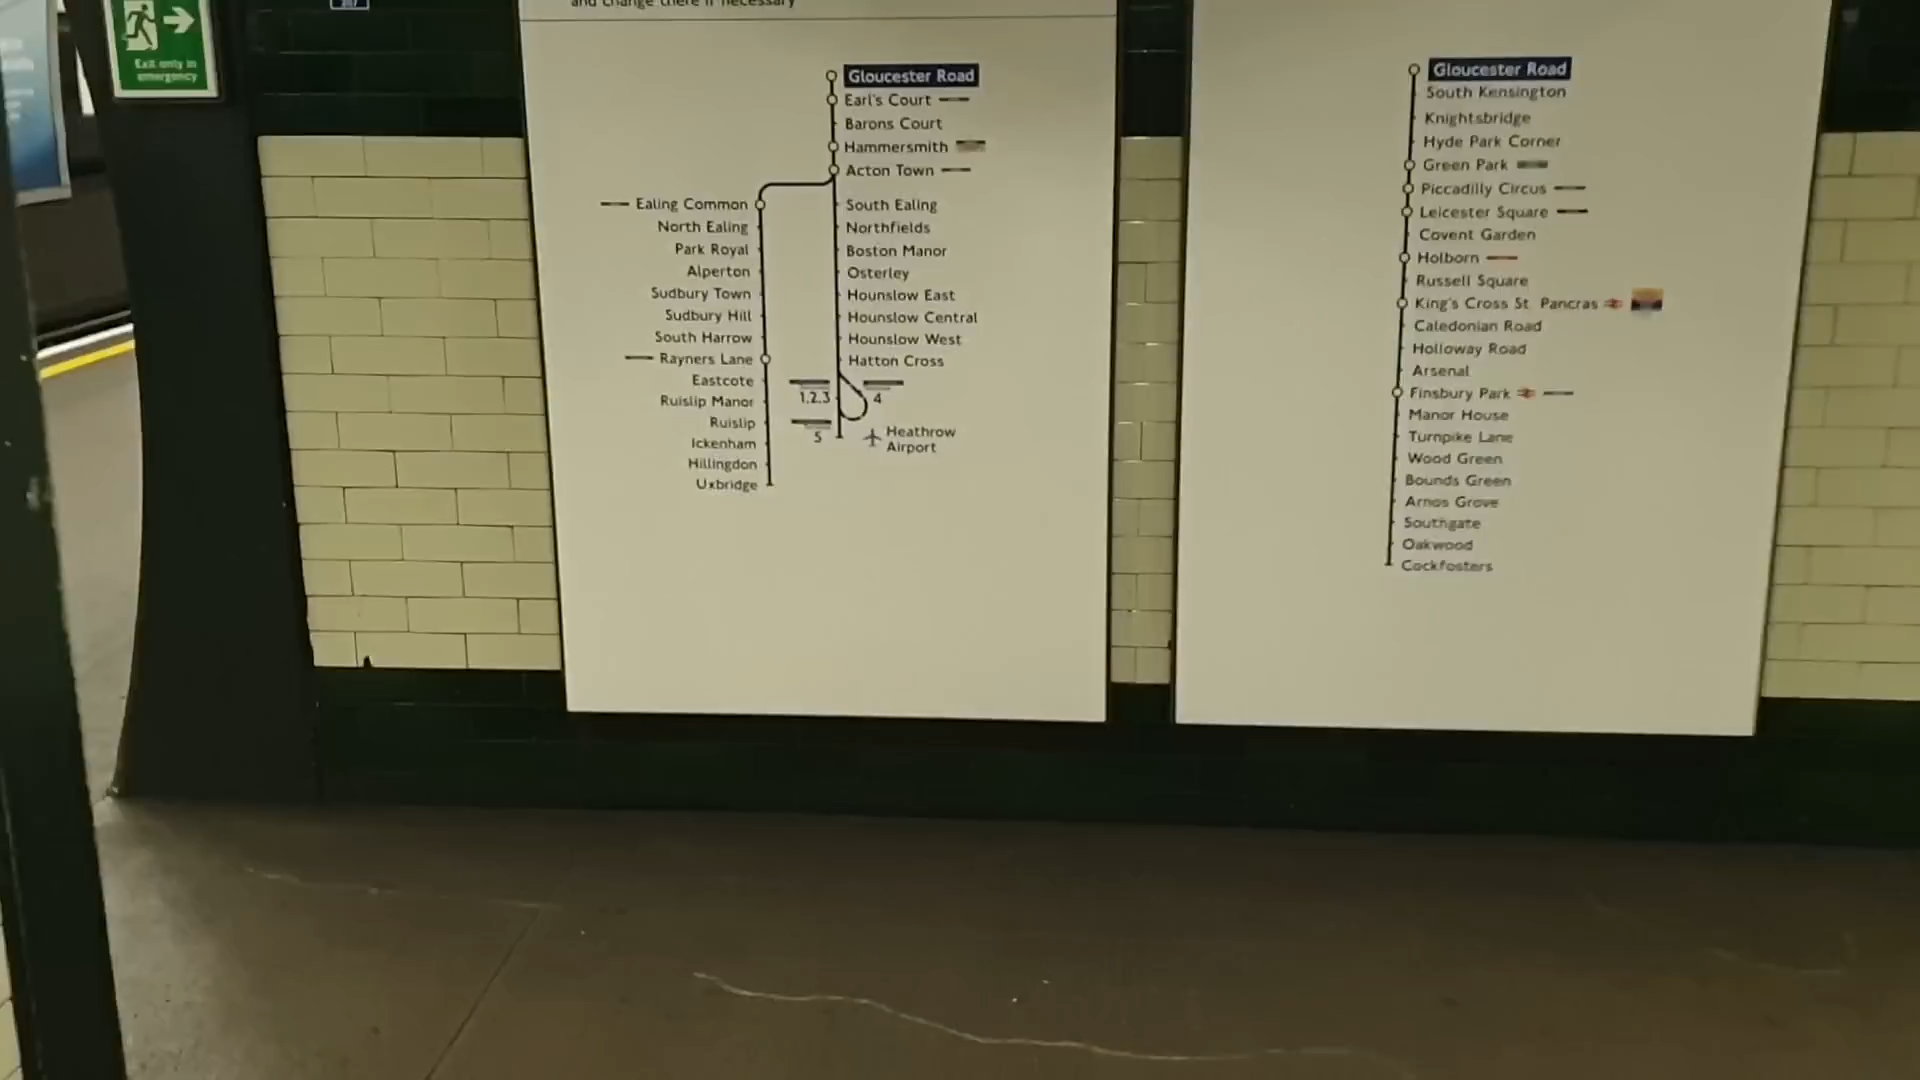 Exit only in
emergency
and change there if necessary
Gloucester Road
Earl's Court
Barons Court
Hammersmith
Acton Town
Ealing Common
North Ealing
Park Royal
Alperton
Sudbury Town
Sudbury Hill
South Harrow
Rayners Lane
Eastcote
Ruislip Manor
Ruislip
Ickenham
Hillingdon
Uxbridge
South Ealing
Northfields
Boston Manor
Osterley
Hounslow East
Hounslow Central
Hounslow West
Hatton Cross
1,2,3
4
5
Heathrow
Airport
Gloucester Road
South Kensington
Knightsbridge
Hyde Park Corner
Green Park
Piccadilly Circus
Leicester Square
Covent Garden
Holborn
Russell Square
King's Cross St. Pancras
Caledonian Road
Holloway Road
Arsenal
Finsbury Park
Manor House
Turnpike Lane
Wood Green
Bounds Green
Arnos Grove
Southgate
Oakwood
Cockfosters